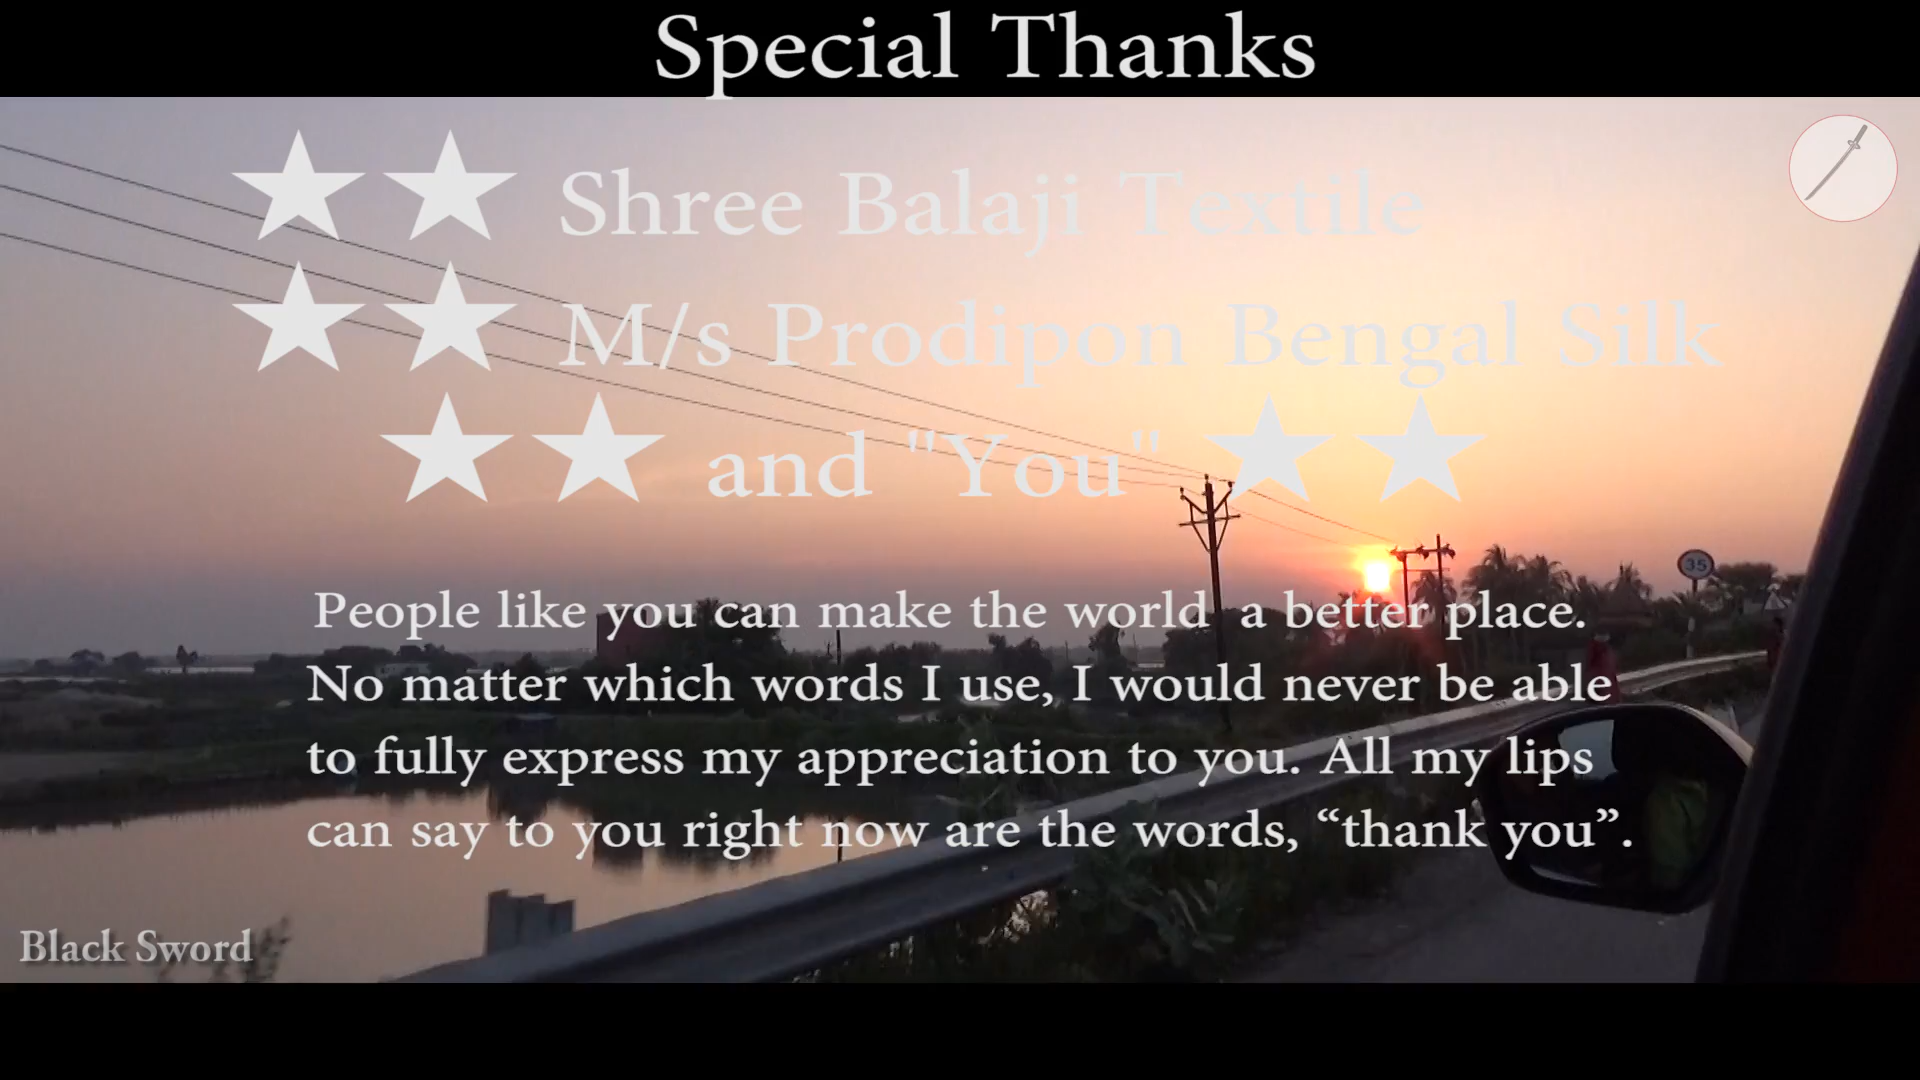 Special Thanks
★★ Shree Balaji Textile
★★ M/s Prodipon Bengal Silk
★★ and "You" ★★
35
People like you can make the world a better place.
No matter which words I use, I would never be able
to fully express my appreciation to you. All my lips
can say to you right now are the words, “thank you”.
Black Sword